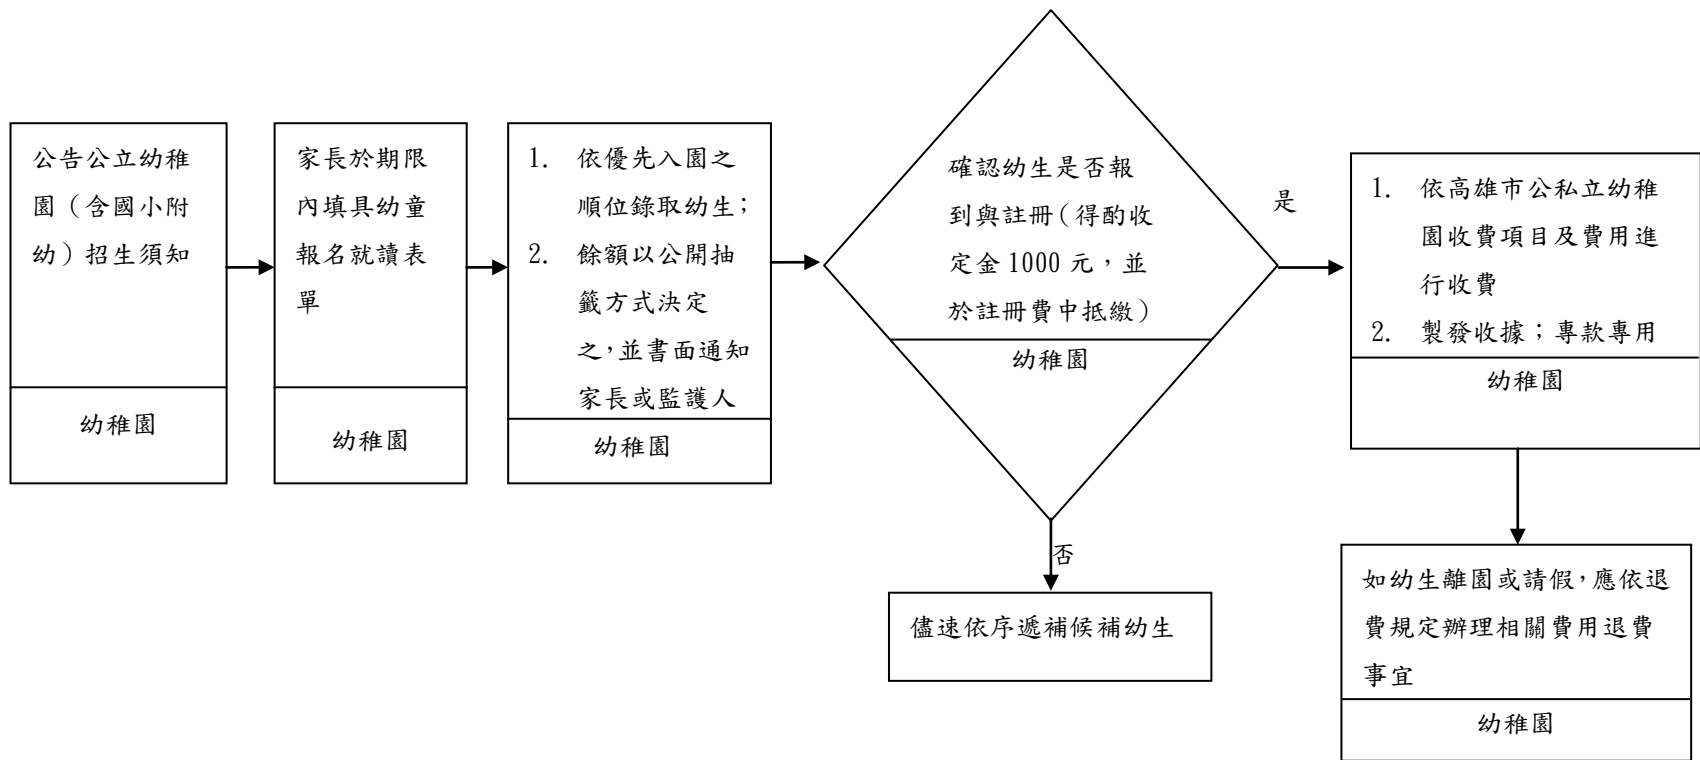 公告公立幼稚
園（含國小附
幼）招生須知
幼稚園
家長於期限
內填具幼童
報名就讀表
單
幼稚園
1. 依優先入園之
順位錄取幼生；
2. 餘額以公開抽
籤方式決定
之，並書面通知
家長或監護人
幼稚園
確認幼生是否報
到與註冊（得酌收
定金 1000 元，並
於註冊費中抵繳）
幼稚園
是
1. 依高雄市公私立幼稚
園收費項目及費用進
行收費
2. 製發收據；專款專用
幼稚園
否
儘速依序遞補候補幼生
如幼生離園或請假，應依退
費規定辦理相關費用退費
事宜
幼稚園